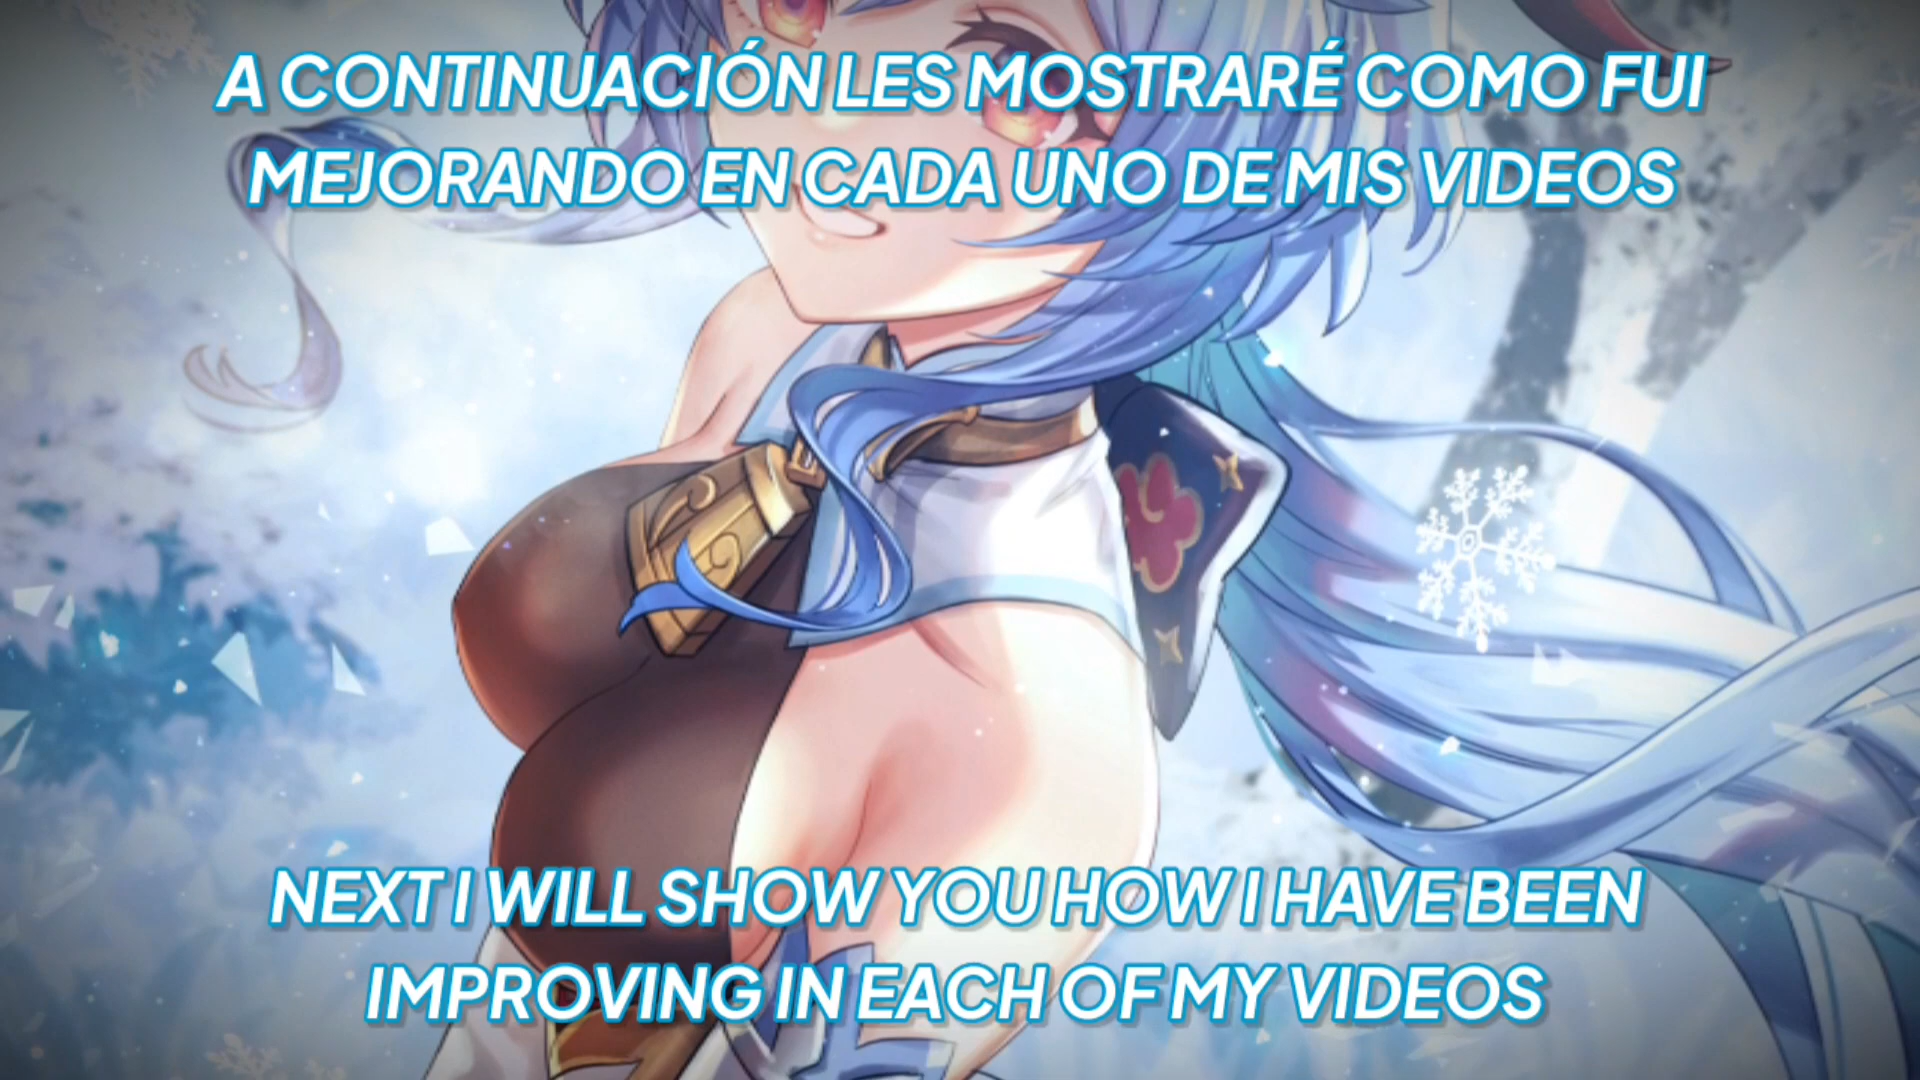 A CONTINUACIÓN LES MOSTRARÉ COMO FUI
MEJORANDO EN CADA UNO DE MIS VIDEOS
NEXT I WILL SHOW YOU HOW I HAVE BEEN
IMPROVING IN EACH OF MY VIDEOS